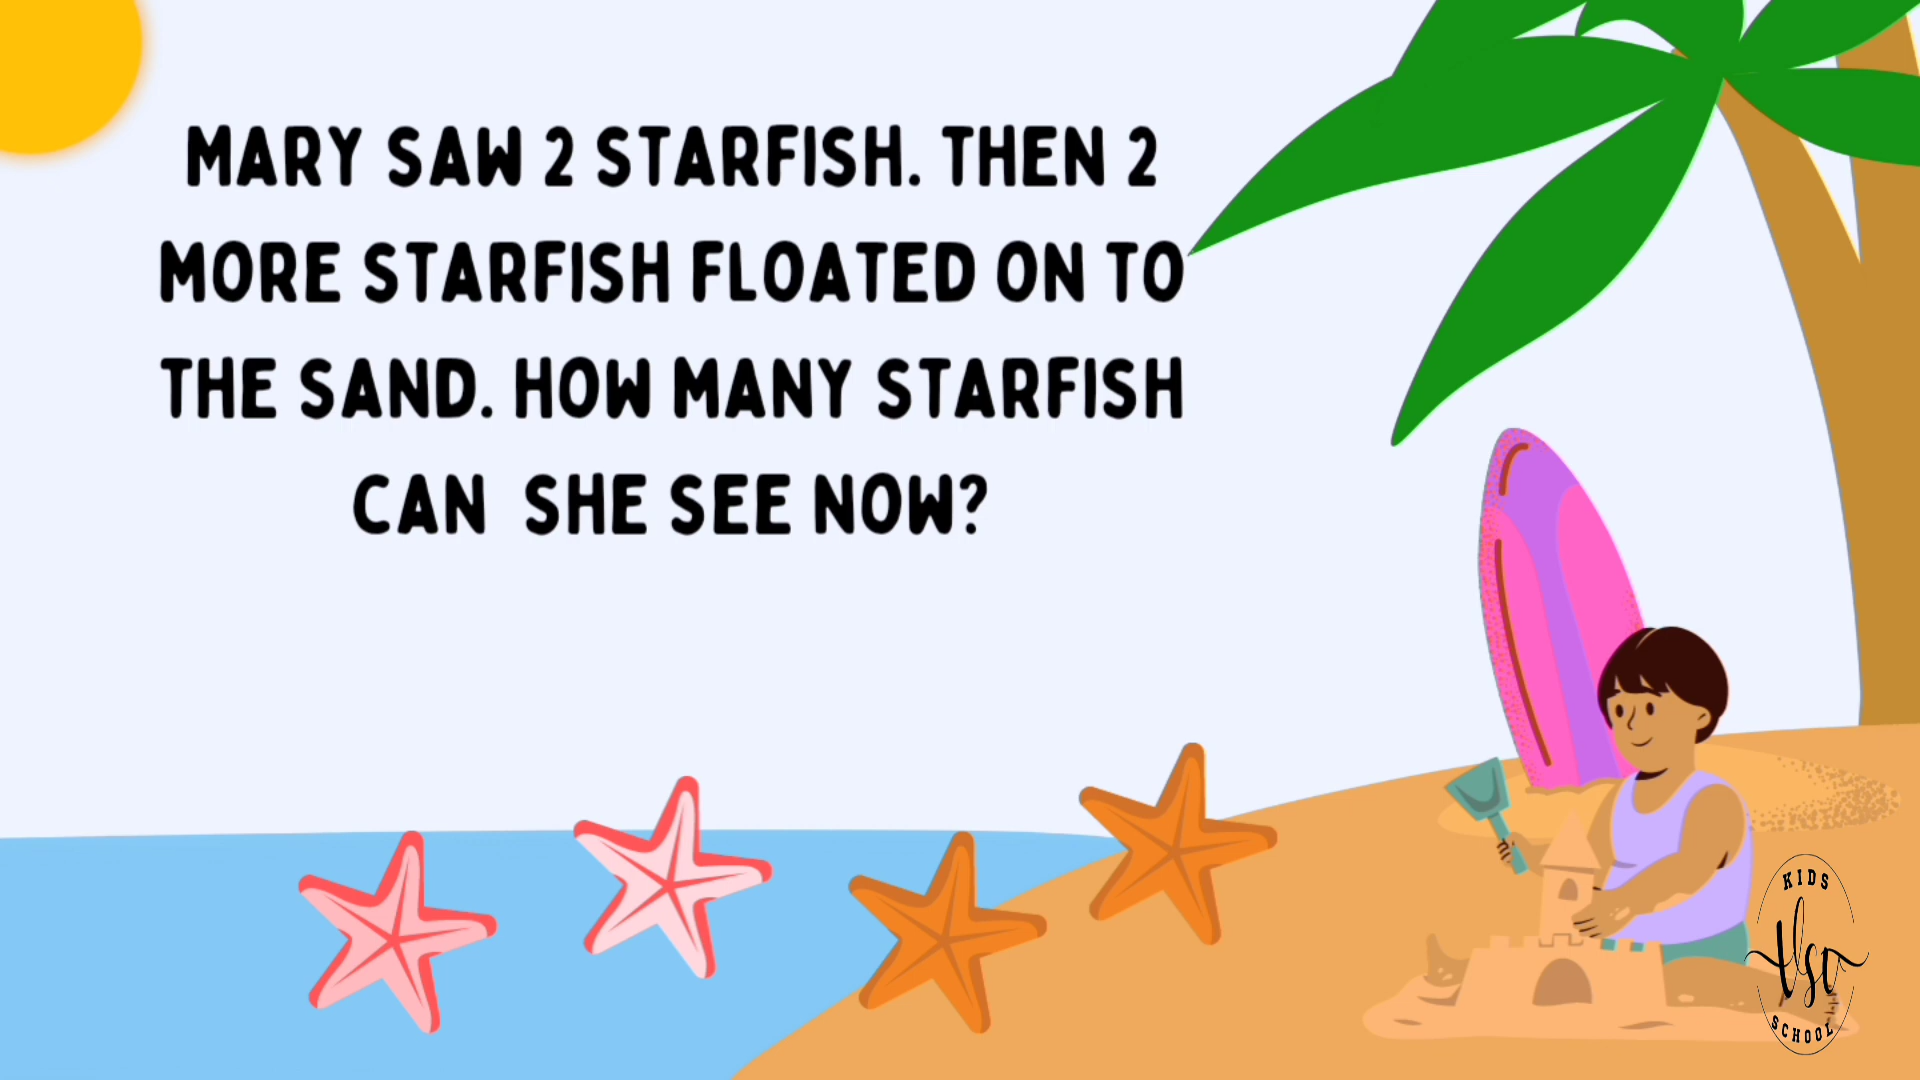 MARY SAW 2 STARFISH. THEN 2
MORE STARFISH FLOATED ON TO
THE SAND. HOW MANY STARFISH
CAN SHE SEE NOW?
KIDS
tlsc
SCHOOL